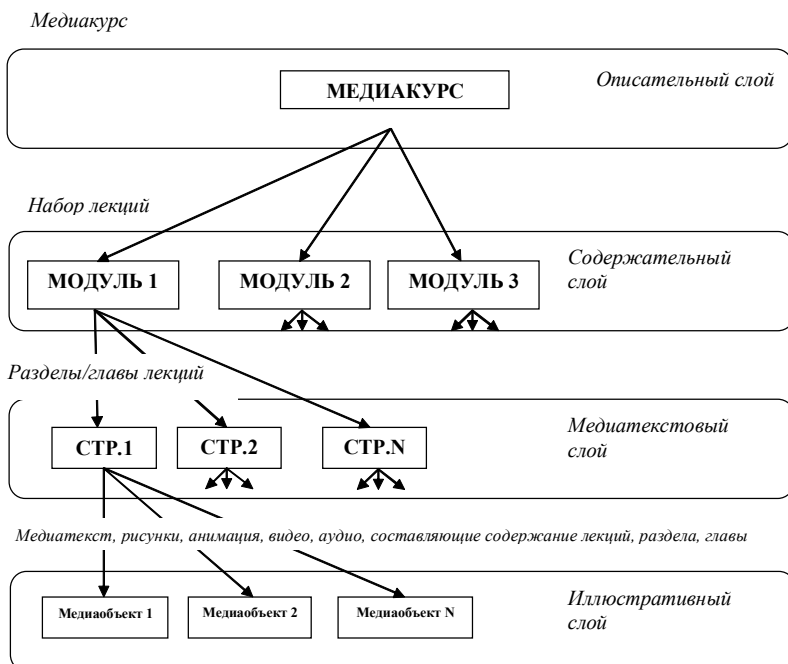 Медиакурс
МЕДИАКУРС
Описательный слой
Набор лекций
МОДУЛЬ 1
МОДУЛЬ 2
МОДУЛЬ 3
Содержательный
слой
Разделы/главы лекций
СТР.1
СТР.2
СТР.N
Медиатекстовый
слой
Медиатекст, рисунки, анимация, видео, аудио, составляющие содержание лекций, раздела, главы
Медиаобъект 1
Медиаобъект 2
Медиаобъект N
Иллюстративный
слой